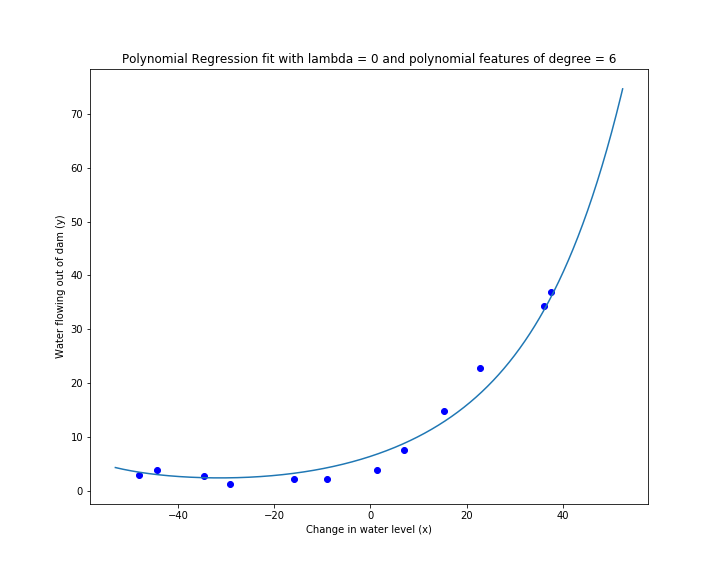 Polynomial Regression fit with lambda = 0 and polynomial features of degree = 6
70
60
50
40
30
20
10
0
Water flowing out of dam (y)
−40 −20 0 20 40
Change in water level (x)